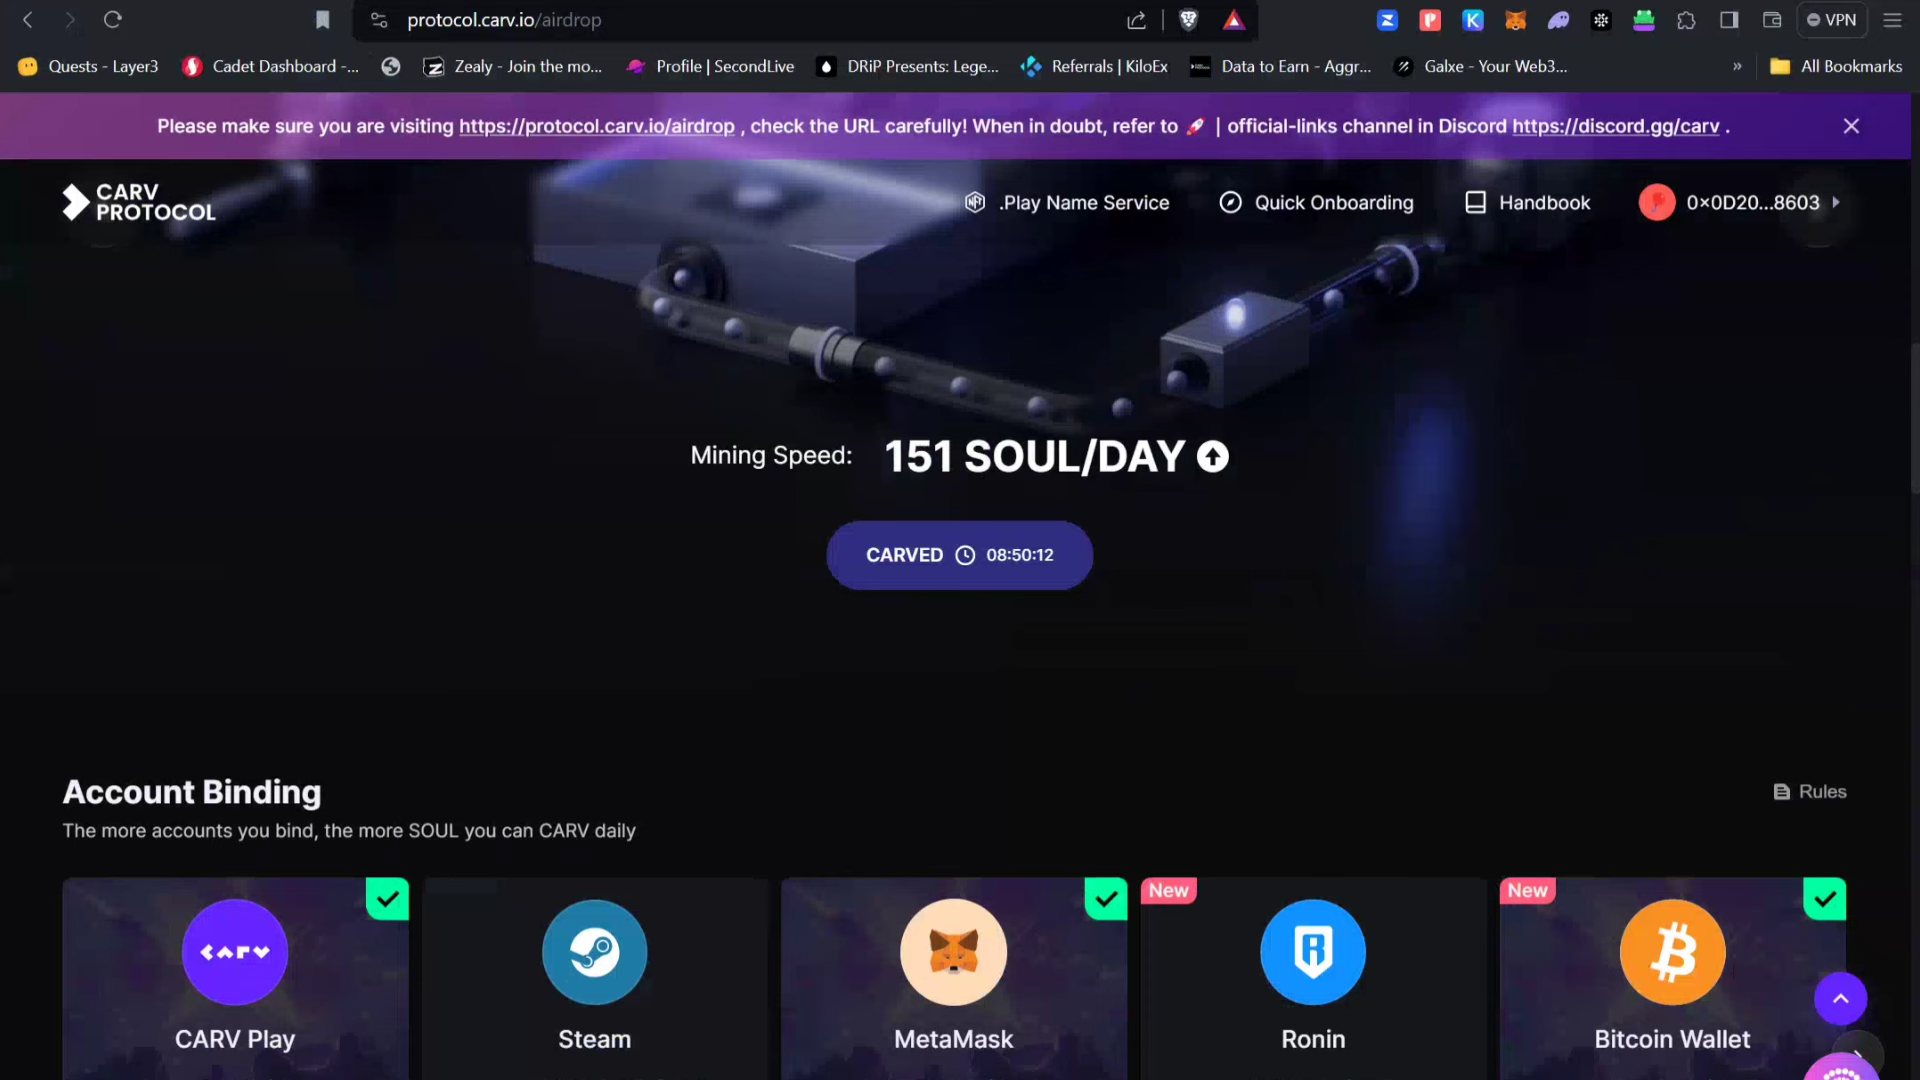 protocol.carv.io/airdrop
VPN
Quests - Layer3
Cadet Dashboard -...
Zealy - Join the mo...
Profile | SecondLive
DRiP Presents: Lege...
Referrals | KiloEx
Data to Earn - Aggr...
Galxe - Your Web3...
»
All Bookmarks
Please make sure you are visiting https://protocol.carv.io/airdrop , check the URL carefully! When in doubt, refer to 🚀 | official-links channel in Discord https://discord.gg/carv .
CARV
PROTOCOL
.Play Name Service
Quick Onboarding
Handbook
0×0D20...8603
Mining Speed: 151 SOUL/DAY
CARVED 08:50:12
Account Binding
Rules
The more accounts you bind, the more SOUL you can CARV daily
New
New
CARV Play
Steam
MetaMask
Ronin
Bitcoin Wallet